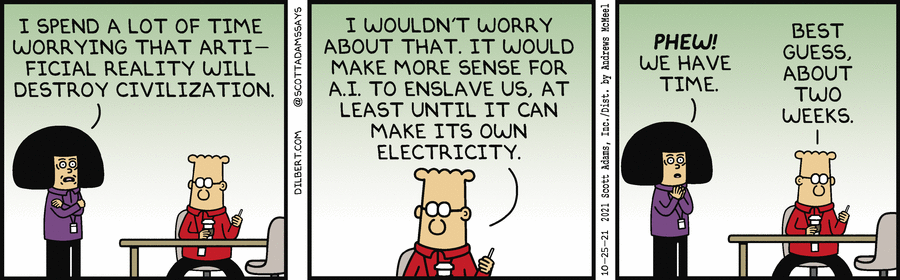 I SPEND A LOT OF TIME
WORRYING THAT ARTI-
FICIAL REALITY WILL
DESTROY CIVILIZATION.
DILBERT.COM @SCOTTADAMSSAYS
I WOULDN'T WORRY
ABOUT THAT. IT WOULD
MAKE MORE SENSE FOR
A.I. TO ENSLAVE US, AT
LEAST UNTIL IT CAN
MAKE ITS OWN
ELECTRICITY.
10-25-21 2021 Scott Adams, Inc./Dist. by Andrews McMeel
PHEW!
WE HAVE
TIME.
BEST
GUESS,
ABOUT
TWO
WEEKS.